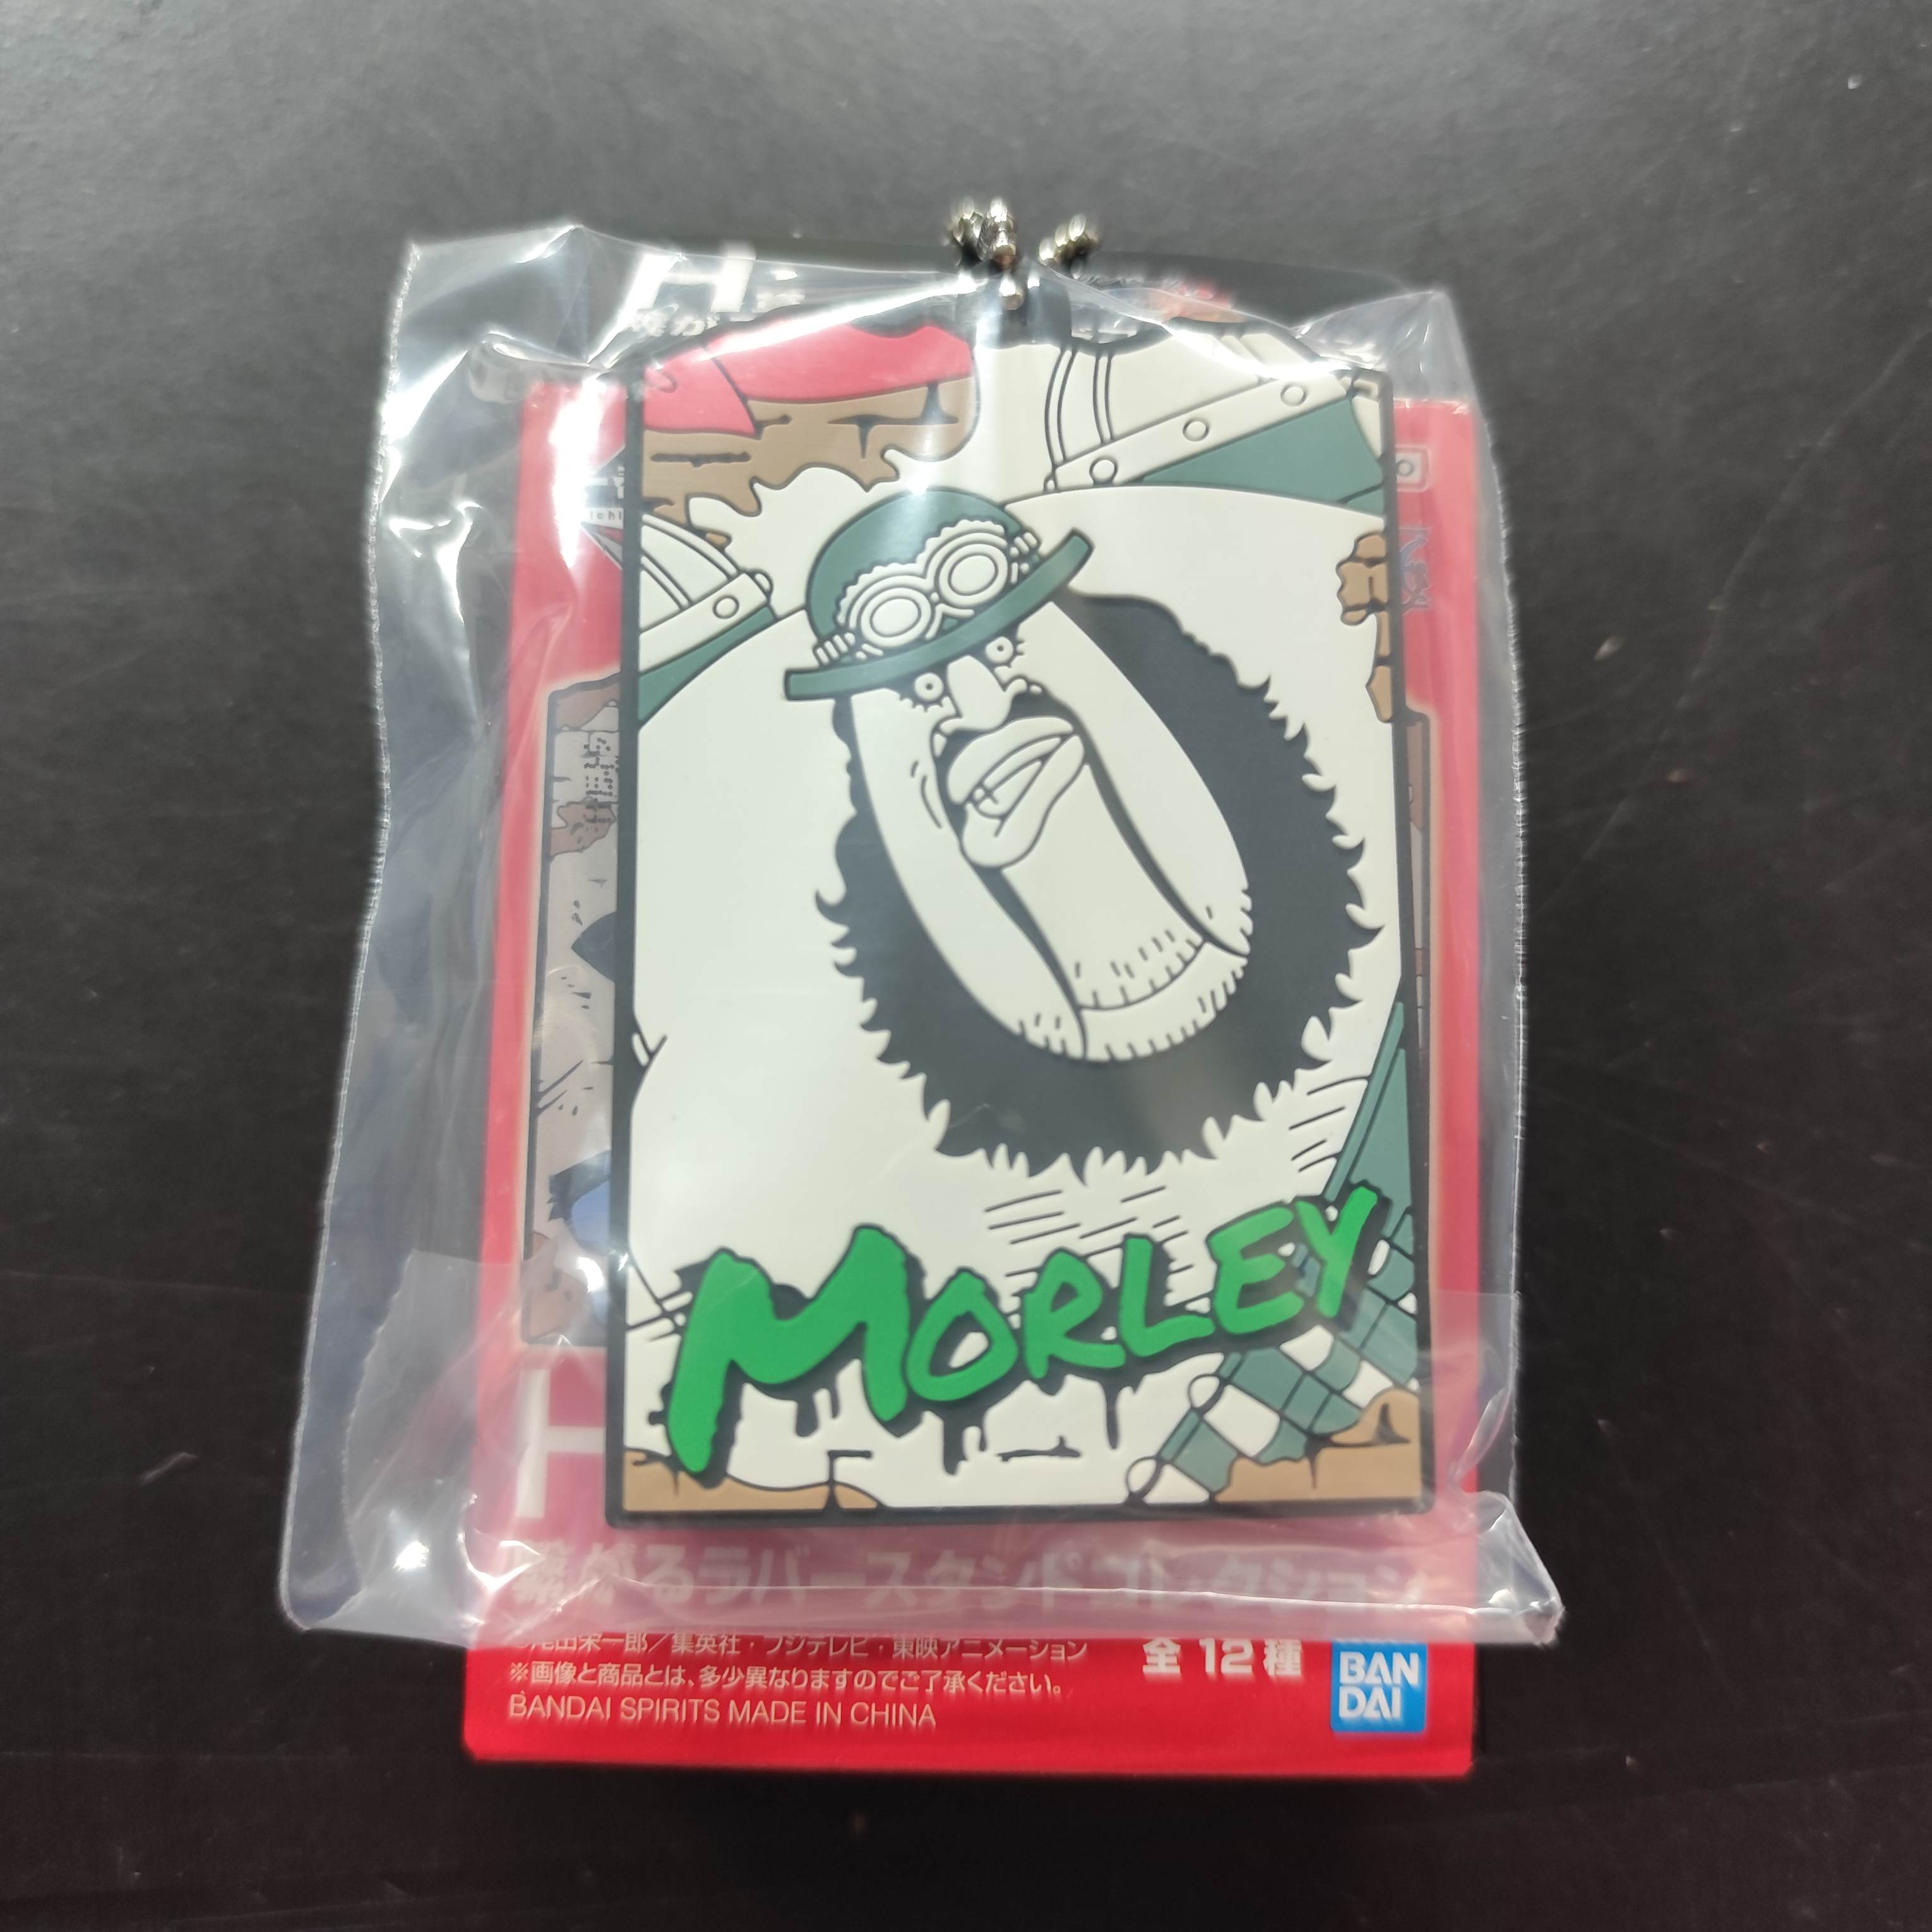 H
MORLEY
繋がるラバースタンドコレクション
©尾田栄一郎／集英社・フジテレビ・東映アニメーション
※画像と商品とは、多少異なりますのでご了承ください。
全12種
BANDAI SPIRITS MADE IN CHINA
BAN
DAI